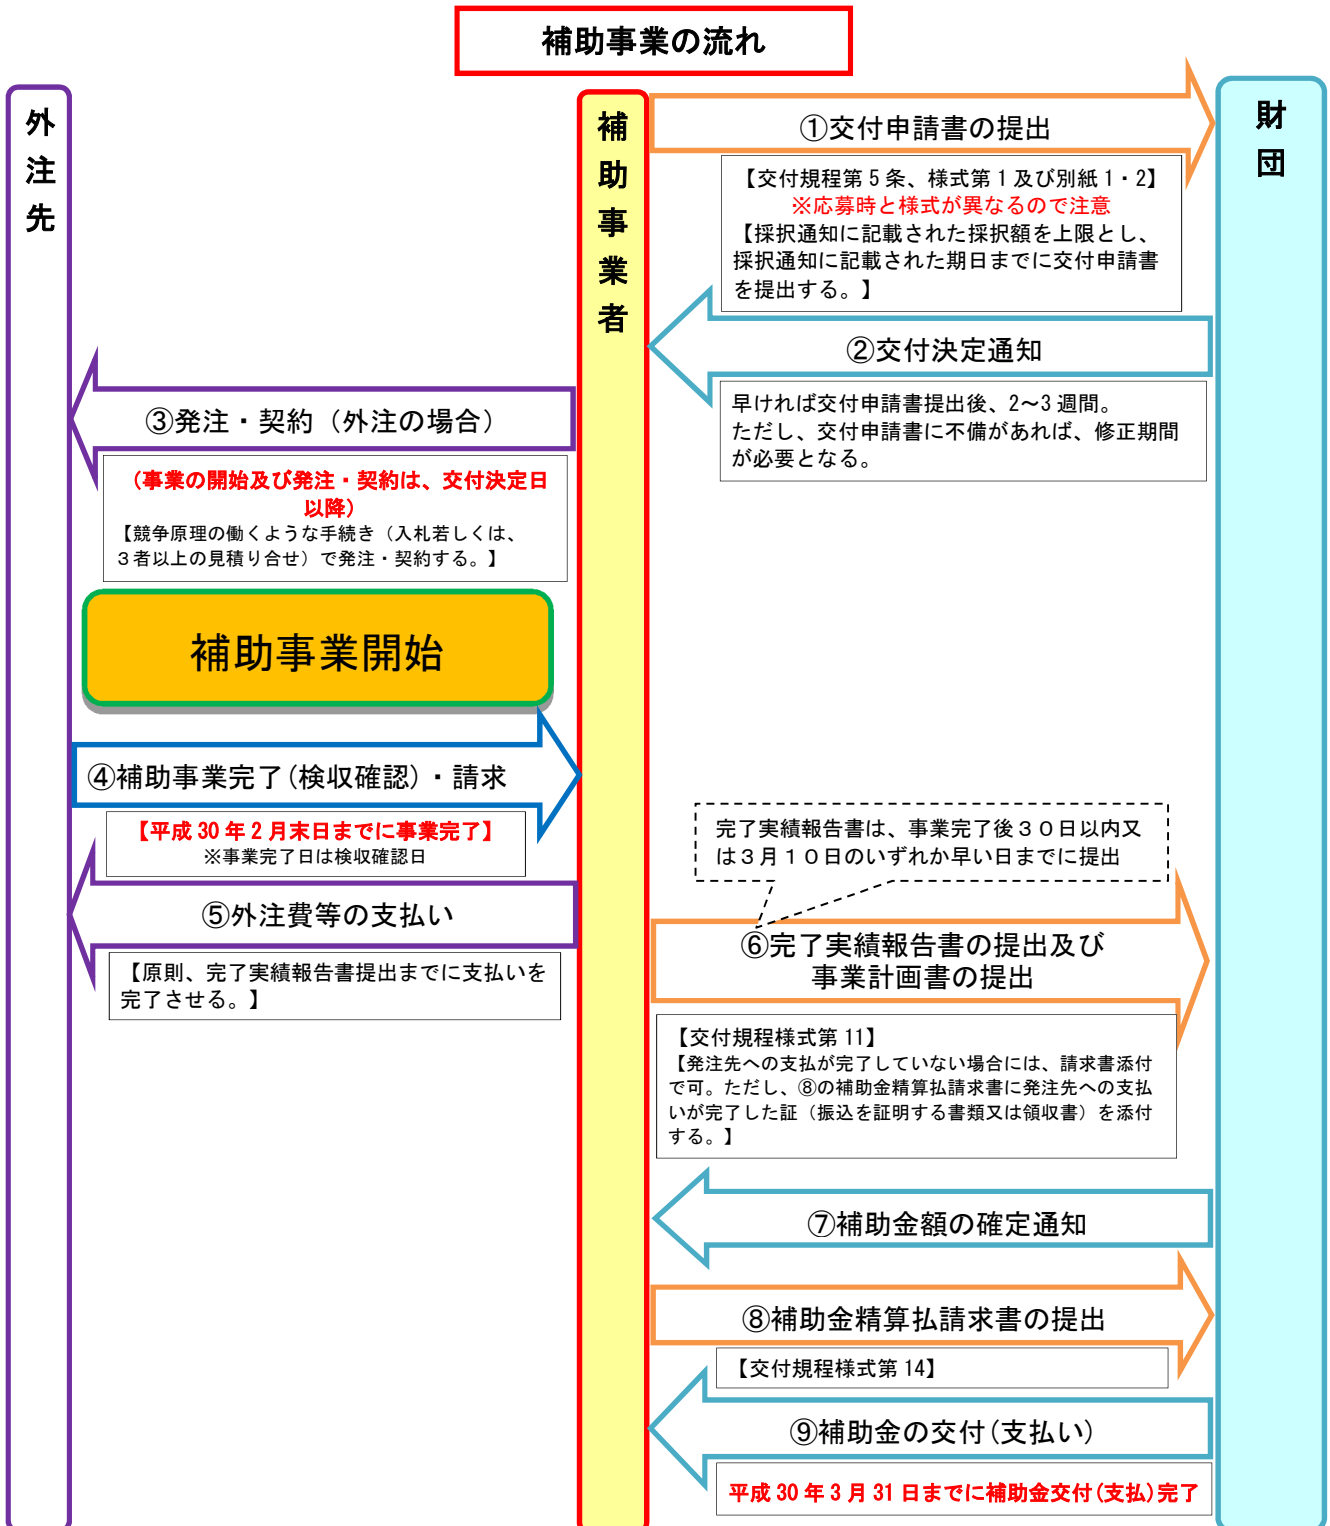 補助事業の流れ
外注先
補助事業者
財団
①交付申請書の提出
【交付規程第5条、様式第1及び別紙1・2】
※応募時と様式が異なるので注意
【採択通知に記載された採択額を上限とし、
採択通知に記載された期日までに交付申請書
を提出する。】
②交付決定通知
早ければ交付申請書提出後、2～3週間。
ただし、交付申請書に不備があれば、修正期間
が必要となる。
③発注・契約（外注の場合）
（事業の開始及び発注・契約は、交付決定日
以降）
【競争原理の働くような手続き（入札若しくは、
３者以上の見積り合せ）で発注・契約する。】
補助事業開始
④補助事業完了(検収確認)・請求
【平成30年2月末日までに事業完了】
※事業完了日は検収確認日
⑤外注費等の支払い
【原則、完了実績報告書提出までに支払いを
完了させる。】
完了実績報告書は、事業完了後３０日以内又
は３月１０日のいずれか早い日までに提出
⑥完了実績報告書の提出及び
事業計画書の提出
【交付規程様式第11】
【発注先への支払が完了していない場合には、請求書添付
で可。ただし、⑧の補助金精算払請求書に発注先への支払
いが完了した証（振込を証明する書類又は領収書）を添付
する。】
⑦補助金額の確定通知
⑧補助金精算払請求書の提出
【交付規程様式第14】
⑨補助金の交付(支払い)
平成30年3月31日までに補助金交付(支払)完了